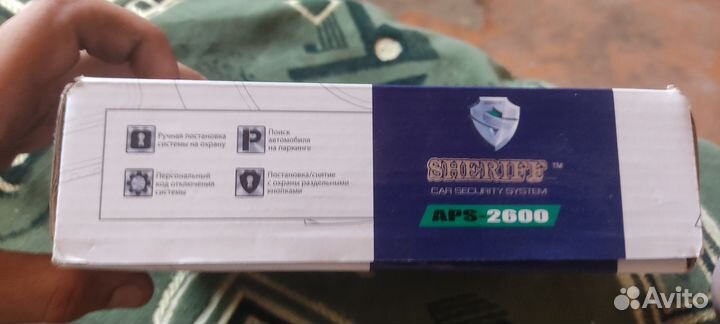 Ручная постановка
системы на охрану
Поиск
автомобиля
на паркинге
Персональный
код отключения
системы
Постановка/снятие
с охраны раздельными
кнопками
SHERIFF™
CAR SECURITY SYSTEM
APS-2600
Avito